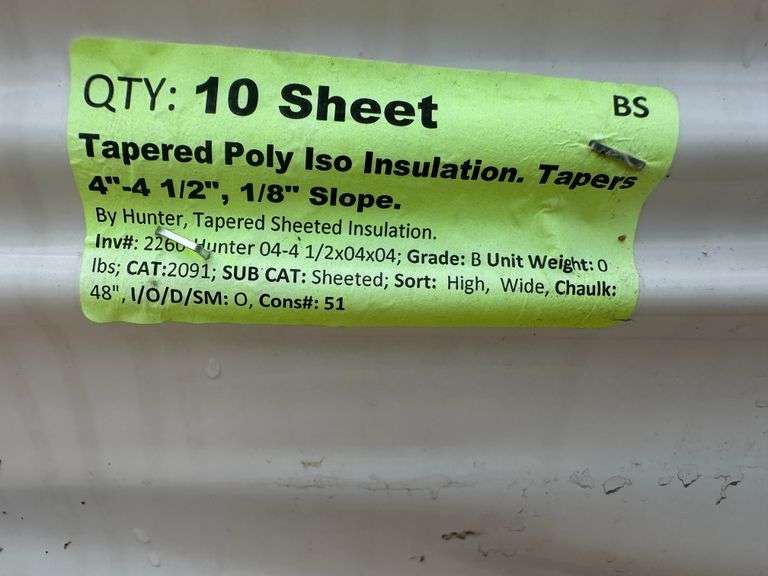 QTY: 10 Sheet BS
Tapered Poly Iso Insulation. Tapers
4"-4 1/2", 1/8" Slope.
By Hunter, Tapered Sheeted Insulation.
Inv#: 2260 Hunter 04-4 1/2x04x04; Grade: B Unit Weight: 0
lbs; CAT:2091; SUB CAT: Sheeted; Sort: High, Wide, Chaulk:
48", I/O/D/SM: O, Cons#: 51